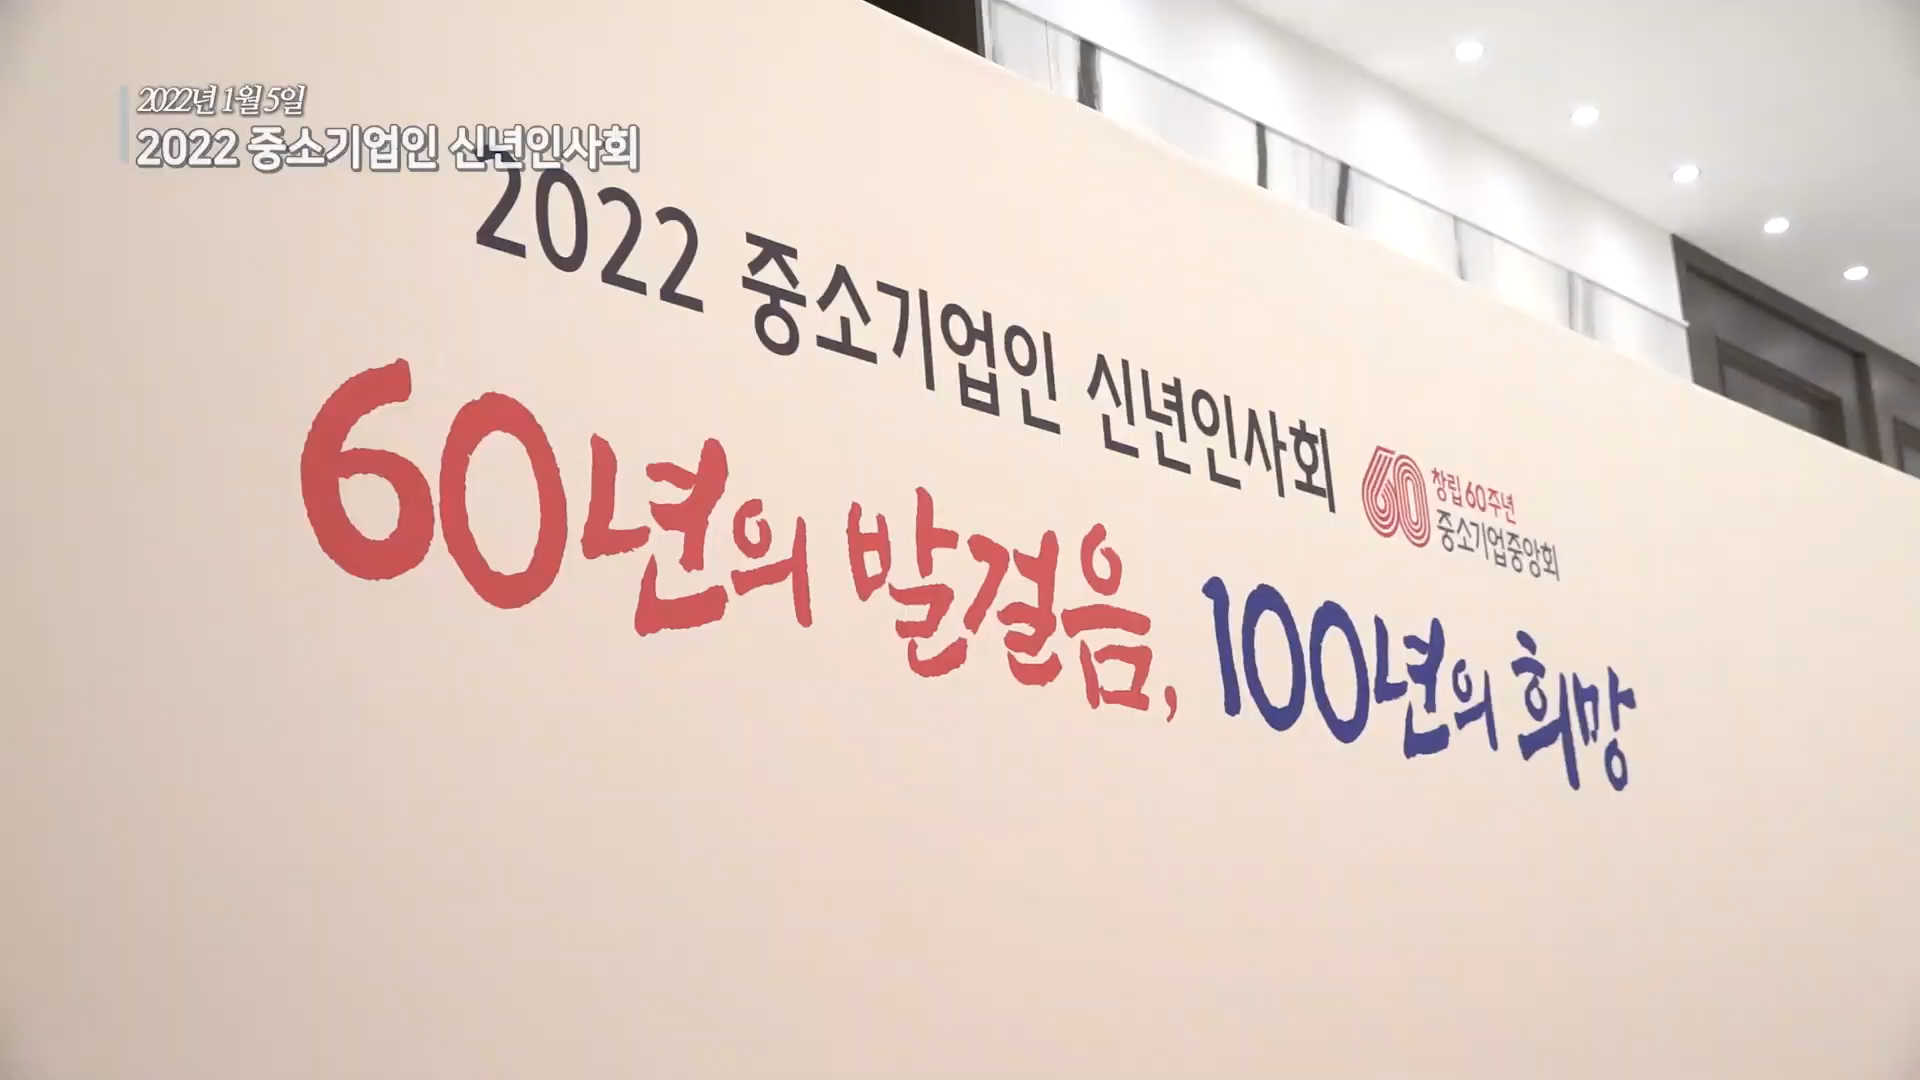 2022년 1월 5일
2022 중소기업인 신년인사회
2022 중소기업인 신년인사회
60 창립 60주년
중소기업중앙회
60년의 발걸음, 100년의 희망